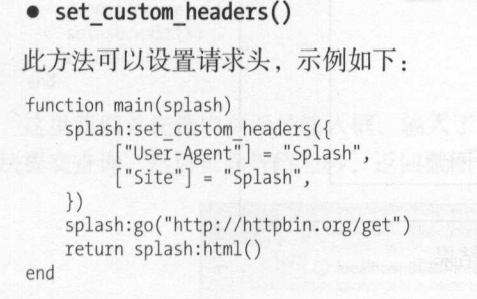 ● set_custom_headers()
此方法可以设置请求头，示例如下：
function main(splash)
    splash:set_custom_headers({
        ["User-Agent"] = "Splash",
        ["Site"] = "Splash",
    })
    splash:go("http://httpbin.org/get")
    return splash:html()
end